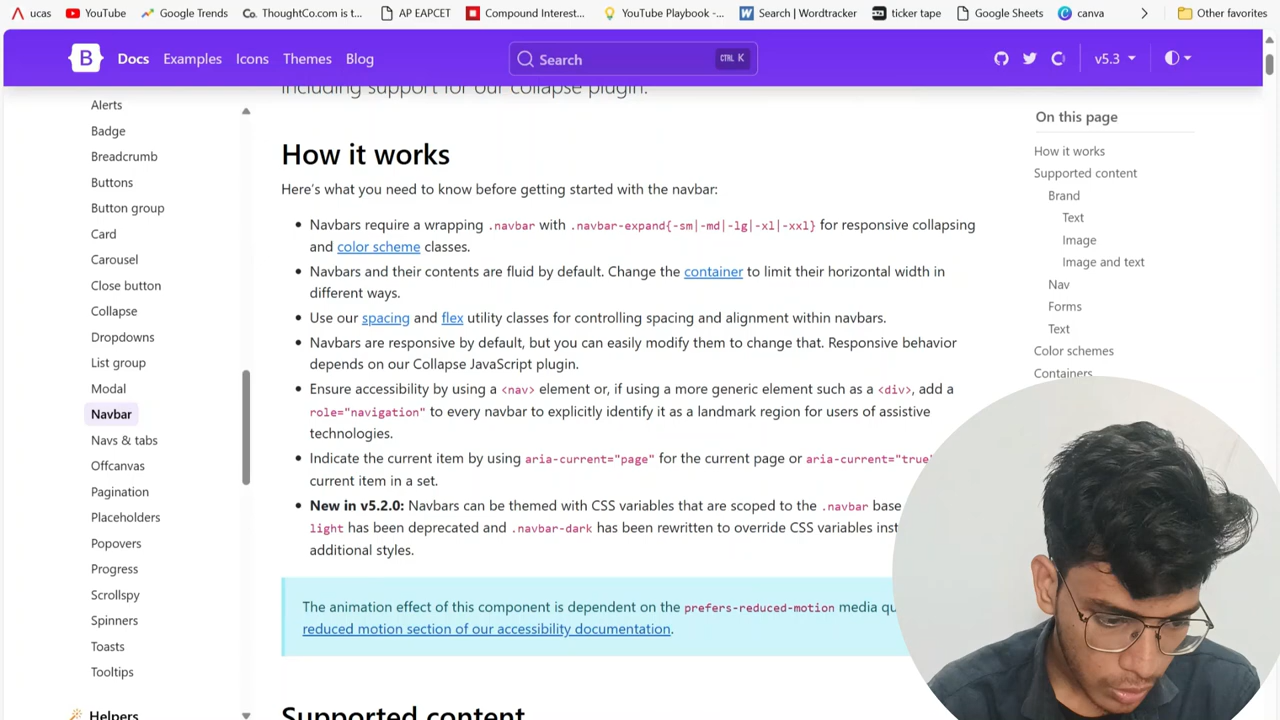 ucas YouTube Google Trends ThoughtCo.com is t... AP EAPCET Compound Interest... YouTube Playbook -... Search | Wordtracker ticker tape Google Sheets canva Other favorites
B Docs Examples Icons Themes Blog Search CTRL K v5.3
including support for our collapse plugin.
Alerts
Badge
Breadcrumb
Buttons
Button group
Card
Carousel
Close button
Collapse
Dropdowns
List group
Modal
Navbar
Navs & tabs
Offcanvas
Pagination
Placeholders
Popovers
Progress
Scrollspy
Spinners
Toasts
Tooltips
Helpers
How it works
Here's what you need to know before getting started with the navbar:
Navbars require a wrapping .navbar with .navbar-expand{-sm|-md|-lg|-xl|-xxl} for responsive collapsing
and color scheme classes.
Navbars and their contents are fluid by default. Change the container to limit their horizontal width in
different ways.
Use our spacing and flex utility classes for controlling spacing and alignment within navbars.
Navbars are responsive by default, but you can easily modify them to change that. Responsive behavior
depends on our Collapse JavaScript plugin.
Ensure accessibility by using a <nav> element or, if using a more generic element such as a <div>, add a
role="navigation" to every navbar to explicitly identify it as a landmark region for users of assistive
technologies.
Indicate the current item by using aria-current="page" for the current page or aria-current="true"
current item in a set.
New in v5.2.0: Navbars can be themed with CSS variables that are scoped to the .navbar base
light has been deprecated and .navbar-dark has been rewritten to override CSS variables inst
additional styles.
The animation effect of this component is dependent on the prefers-reduced-motion media qu
reduced motion section of our accessibility documentation.
Supported content
On this page
How it works
Supported content
Brand
Text
Image
Image and text
Nav
Forms
Text
Color schemes
Containers